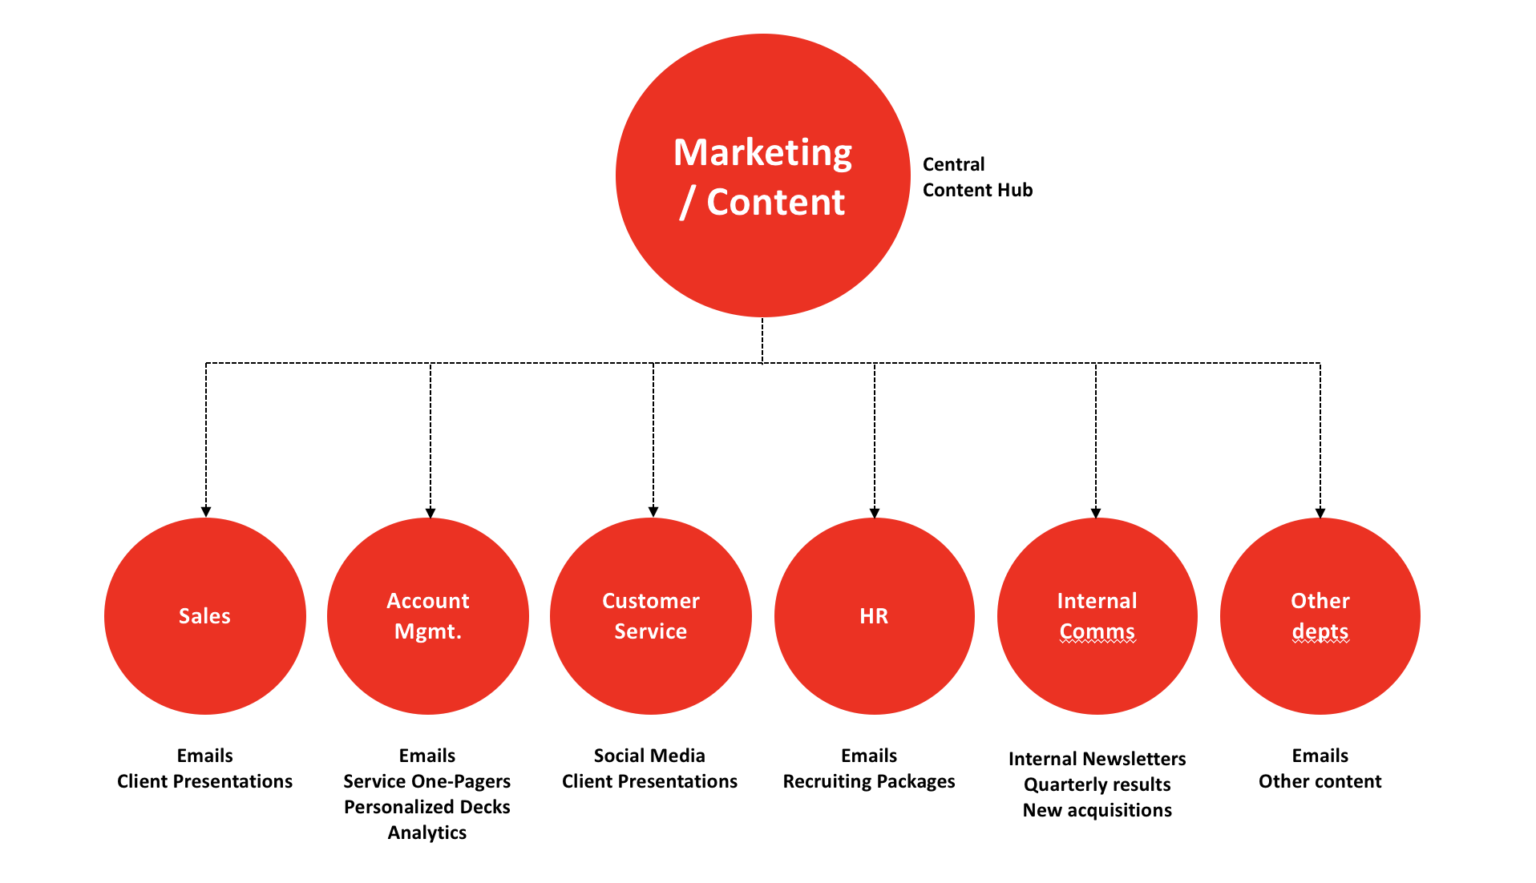 Marketing
/ Content
Central
Content Hub
Sales
Account
Mgmt.
Customer
Service
HR
Internal
Comms
Other
depts
Emails
Client Presentations
Emails
Service One-Pagers
Personalized Decks
Analytics
Social Media
Client Presentations
Emails
Recruiting Packages
Internal Newsletters
Quarterly results
New acquisitions
Emails
Other content